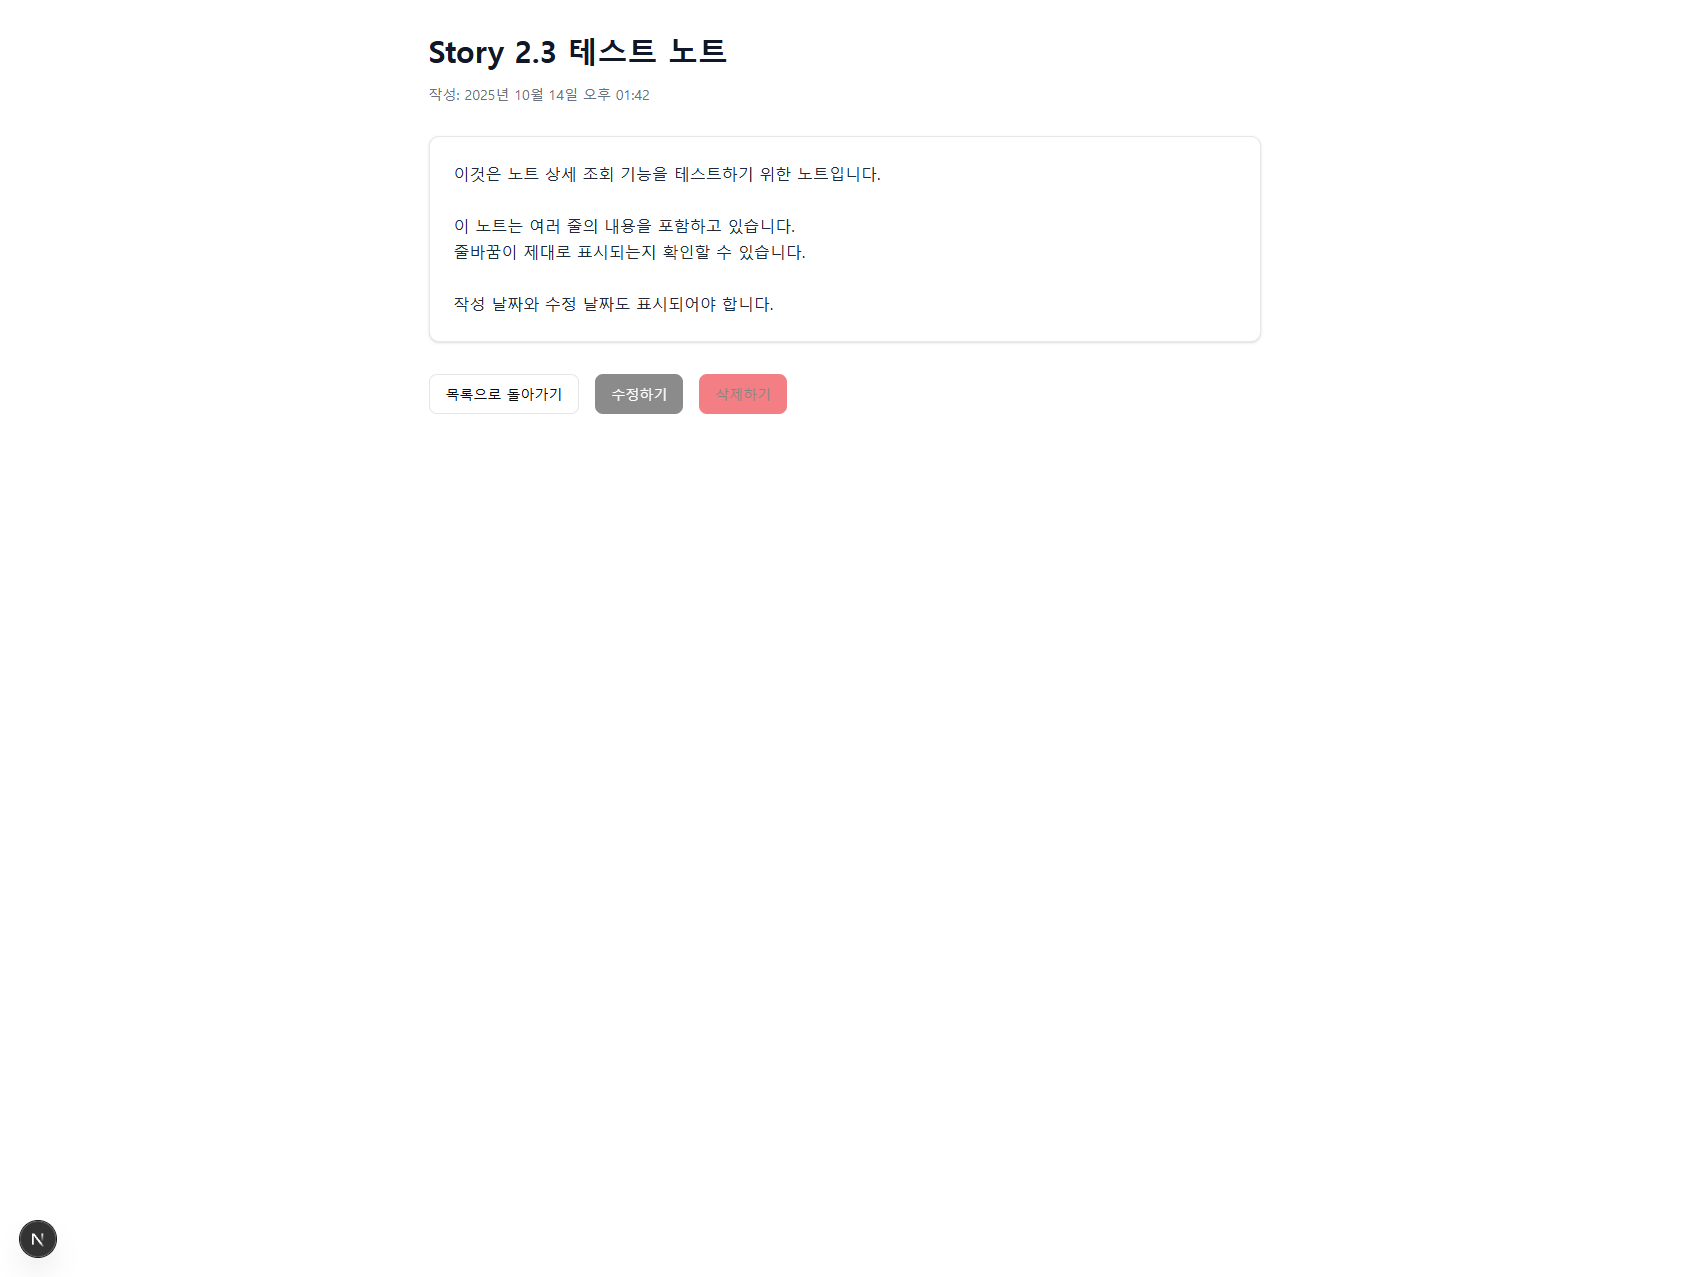 Story 2.3 테스트 노트
작성: 2025년 10월 14일 오후 01:42
이것은 노트 상세 조회 기능을 테스트하기 위한 노트입니다.
이 노트는 여러 줄의 내용을 포함하고 있습니다.
줄바꿈이 제대로 표시되는지 확인할 수 있습니다.
작성 날짜와 수정 날짜도 표시되어야 합니다.
목록으로 돌아가기
수정하기
삭제하기
N